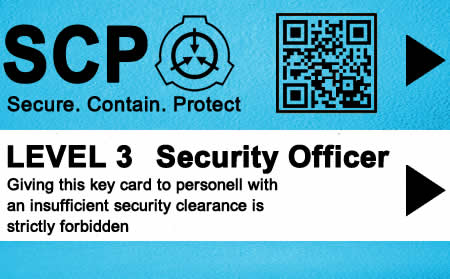 SCP
Secure. Contain. Protect
LEVEL 3 Security Officer
Giving this key card to personell with
an insufficient security clearance is
strictly forbidden